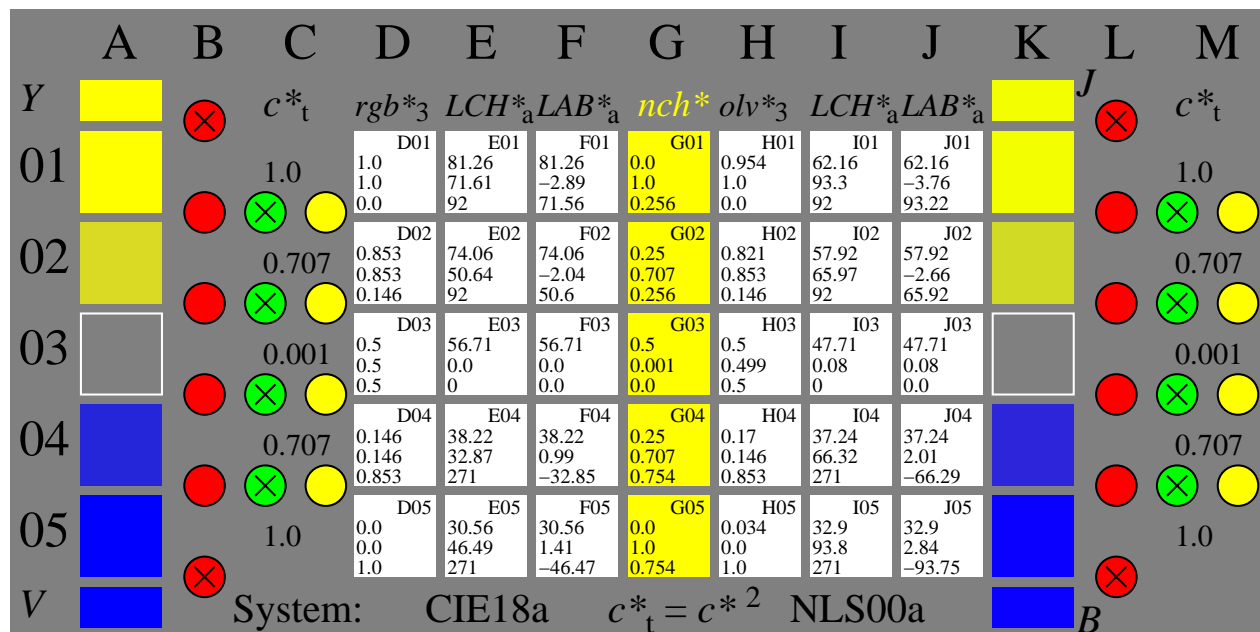 A B C D E F G H I J K L M
Y c*t rgb*3 LCH*a LAB*a nch* olv*3 LCH*a LAB*a J c*t
D01 E01 F01 G01 H01 I01 J01
01 1.0 81.26 81.26 0.0 0.954 62.16 62.16
1.0 1.0 71.61 −2.89 1.0 1.0 93.3 −3.76 1.0
0.0 92 71.56 0.256 0.0 92 93.22
D02 E02 F02 G02 H02 I02 J02
02 0.853 74.06 74.06 0.25 0.821 57.92 57.92
0.707 0.853 50.64 −2.04 0.707 0.853 65.97 −2.66 0.707
0.146 92 50.6 0.256 0.146 92 65.92
D03 E03 F03 G03 H03 I03 J03
03 0.5 56.71 56.71 0.5 0.5 47.71 47.71
0.001 0.5 0.0 0.0 0.001 0.499 0.08 0.08 0.001
0.5 0 0.0 0.0 0.5 0 0.0
D04 E04 F04 G04 H04 I04 J04
04 0.146 38.22 38.22 0.25 0.17 37.24 37.24
0.707 0.146 32.87 0.99 0.707 0.146 66.32 2.01 0.707
0.853 271 −32.85 0.754 0.853 271 −66.29
D05 E05 F05 G05 H05 I05 J05
05 0.0 30.56 30.56 0.0 0.034 32.9 32.9
1.0 0.0 46.49 1.41 1.0 0.0 93.8 2.84 1.0
1.0 271 −46.47 0.754 1.0 271 −93.75
V System: CIE18a c*t = c* 2 NLS00a B